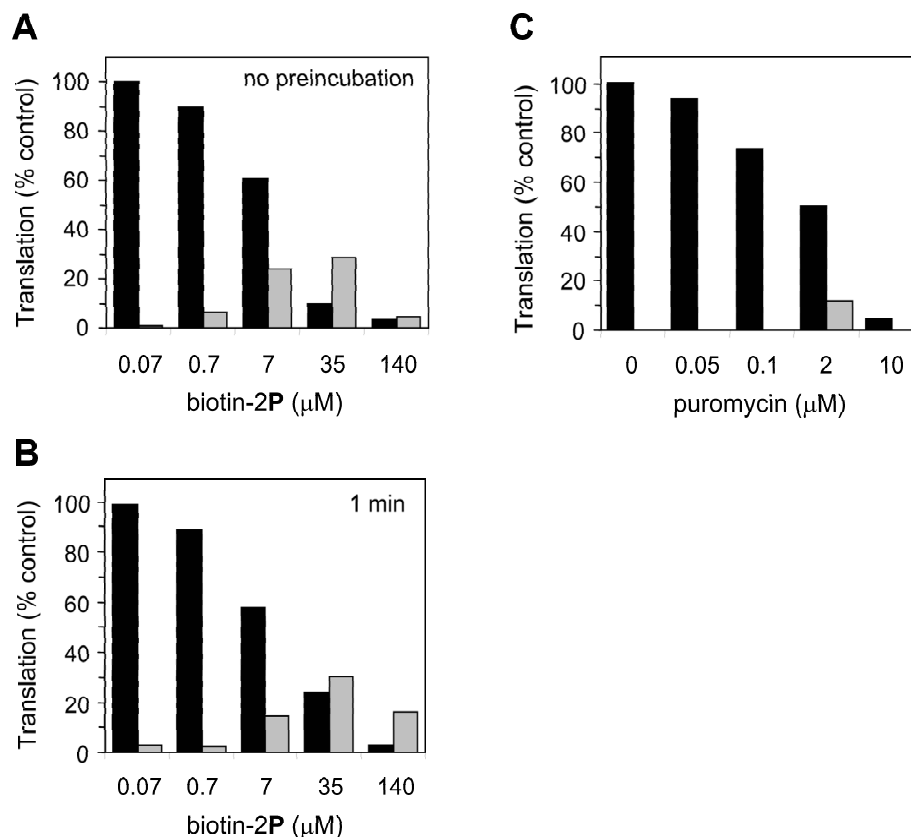 A
Translation (% control)
no preincubation
100
80
60
40
20
0
0.07 0.7 7 35 140
biotin-2P (μM)
C
Translation (% control)
100
80
60
40
20
0
0 0.05 0.1 2 10
puromycin (μM)
B
Translation (% control)
1 min
100
80
60
40
20
0
0.07 0.7 7 35 140
biotin-2P (μM)